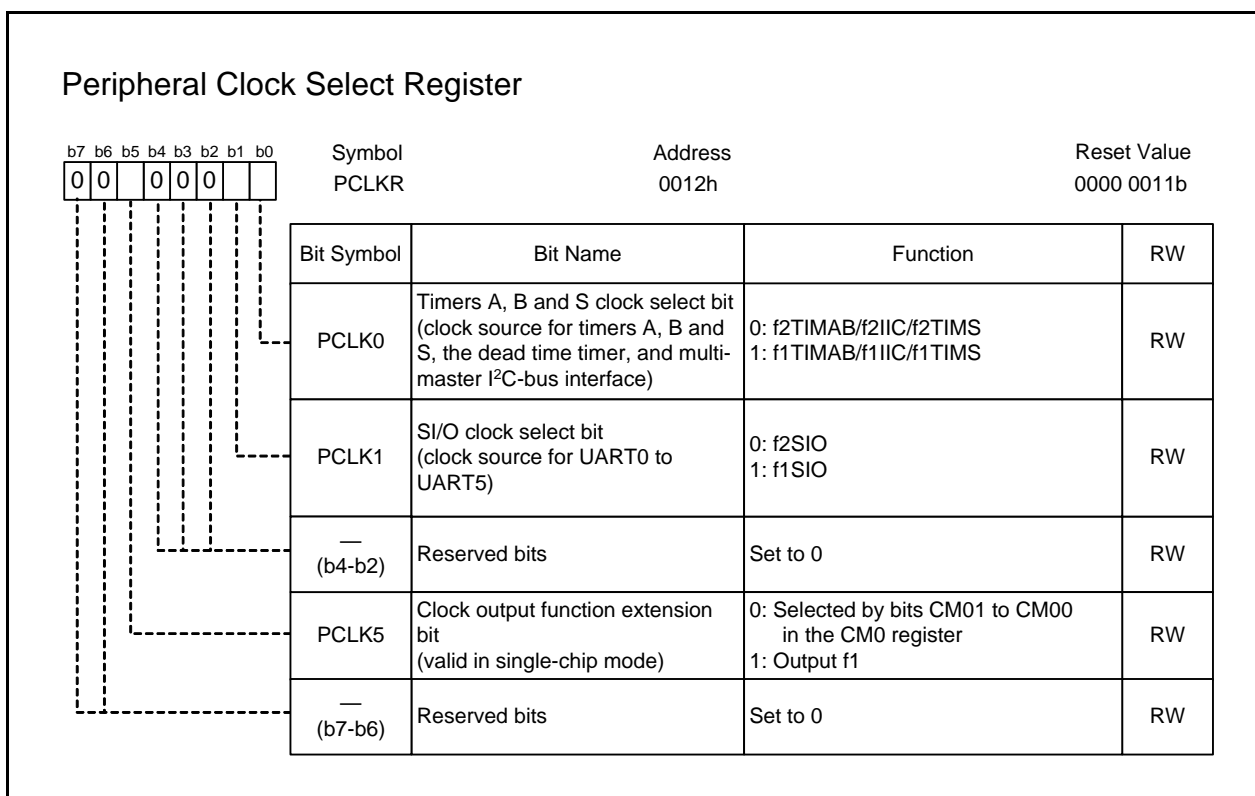 Peripheral Clock Select Register
b7 b6 b5 b4 b3 b2 b1 b0
0 0 0 0 0
Symbol Address Reset Value
PCLKR 0012h 0000 0011b
Bit Symbol Bit Name Function RW
PCLK0
Timers A, B and S clock select bit
(clock source for timers A, B and
S, the dead time timer, and multi-
master I²C-bus interface)
0: f2TIMAB/f2IIC/f2TIMS
1: f1TIMAB/f1IIC/f1TIMS
RW
PCLK1
SI/O clock select bit
(clock source for UART0 to
UART5)
0: f2SIO
1: f1SIO
RW
—
(b4-b2)
Reserved bits
Set to 0
RW
PCLK5
Clock output function extension
bit
(valid in single-chip mode)
0: Selected by bits CM01 to CM00
in the CM0 register
1: Output f1
RW
—
(b7-b6)
Reserved bits
Set to 0
RW